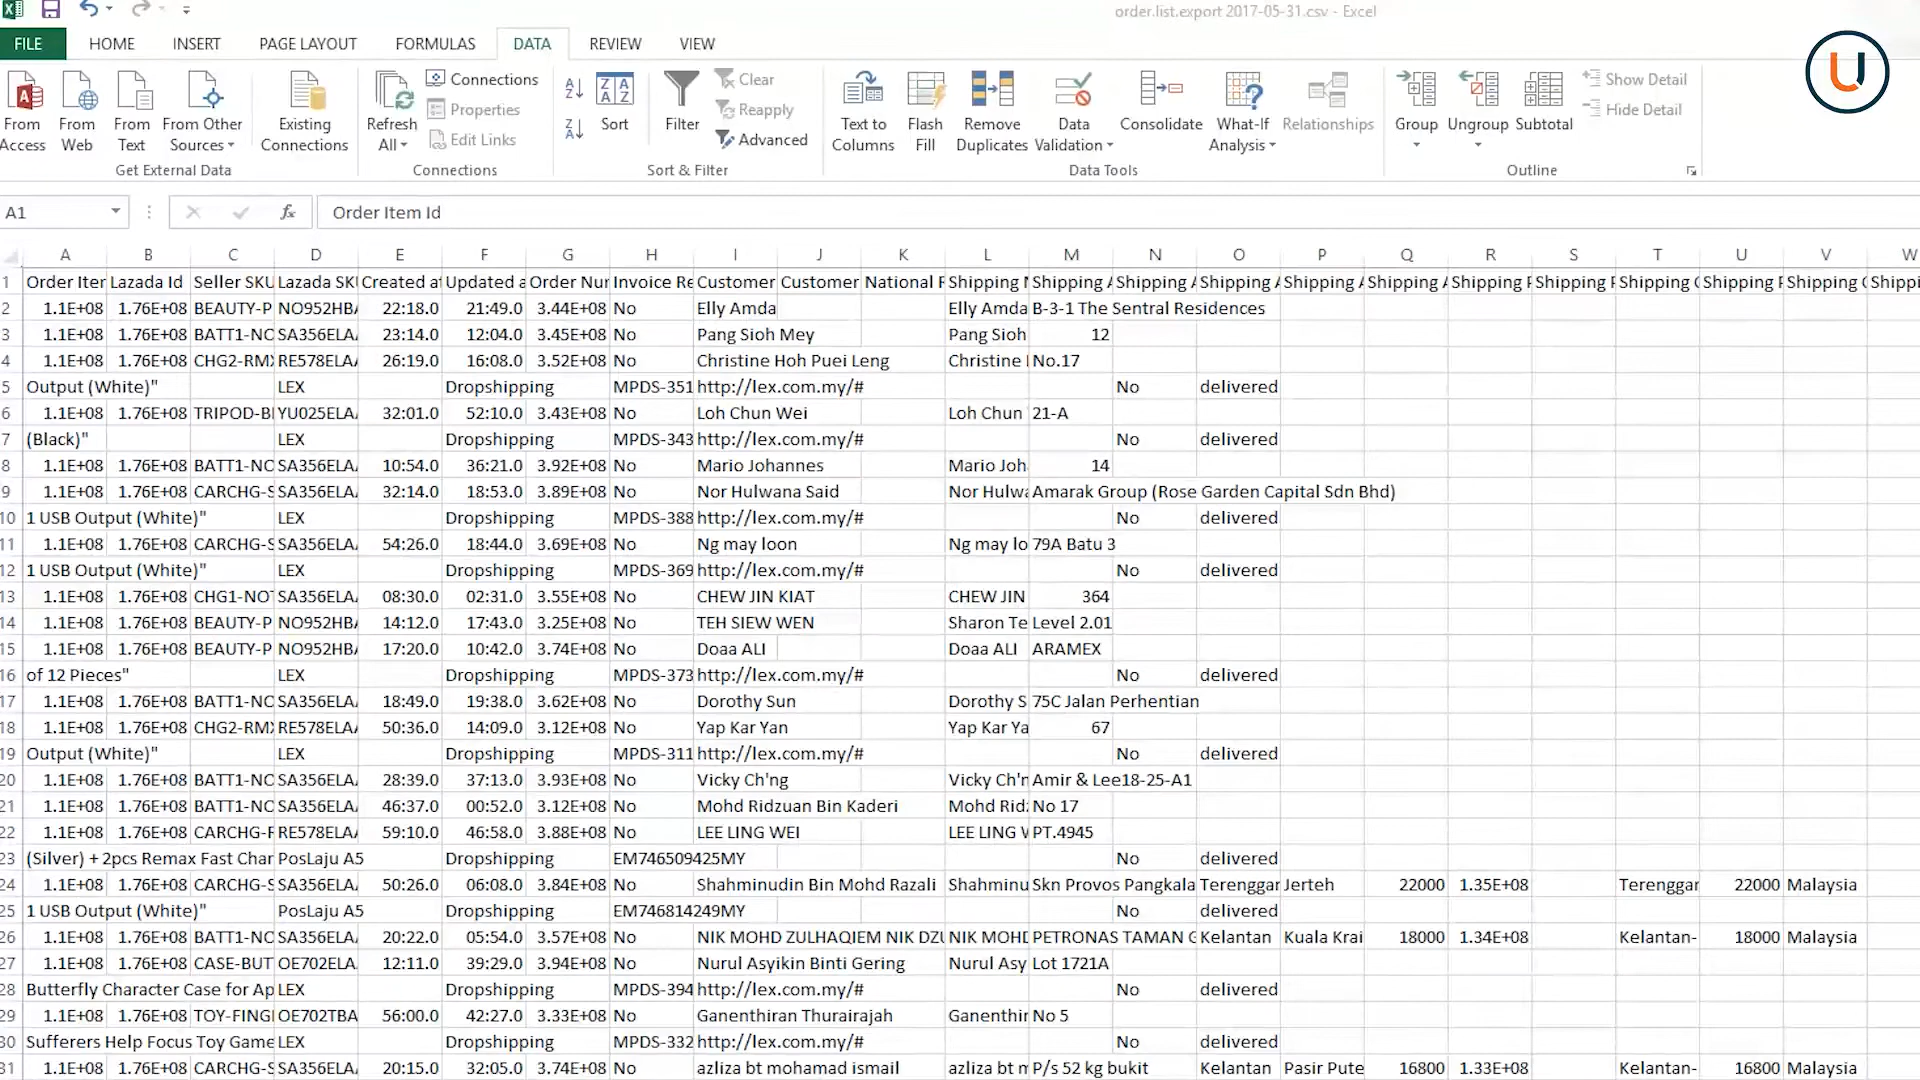 order.list.export 2017-05-31.csv - Excel
FILE HOME INSERT PAGE LAYOUT FORMULAS DATA REVIEW VIEW
From Access From Web From Text From Other Sources Existing Connections Refresh All Connections Properties Edit Links Sort Filter Clear Reapply Advanced Text to Columns Flash Fill Remove Duplicates Data Validation Consolidate What-If Analysis Relationships Group Ungroup Subtotal Show Detail Hide Detail
Get External Data Connections Sort & Filter Data Tools Outline
A1 fx Order Item Id
A B C D E F G H I J K L M N O P Q R S T U V W
1 Order Iter Lazada Id Seller SKU Lazada SKU Created at Updated a Order Nur Invoice Re Customer Customer National R Shipping N Shipping A Shipping A Shipping A Shipping A Shipping A Shipping P Shipping P Shipping C Shipping P Shipping C Shippi
2 1.1E+08 1.76E+08 BEAUTY-P NO952HBA 22:18.0 21:49.0 3.44E+08 No Elly Amda Elly Amda B-3-1 The Sentral Residences
3 1.1E+08 1.76E+08 BATT1-NO SA356ELAA 23:14.0 12:04.0 3.45E+08 No Pang Sioh Mey Pang Sioh 12
4 1.1E+08 1.76E+08 CHG2-RMX RE578ELAA 26:19.0 16:08.0 3.52E+08 No Christine Hoh Puei Leng Christine No.17
5 Output (White)" LEX Dropshipping MPDS-351 http://lex.com.my/# No delivered
6 1.1E+08 1.76E+08 TRIPOD-BL YU025ELAA 32:01.0 52:10.0 3.43E+08 No Loh Chun Wei Loh Chun 21-A
7 (Black)" LEX Dropshipping MPDS-343 http://lex.com.my/# No delivered
8 1.1E+08 1.76E+08 BATT1-NO SA356ELAA 10:54.0 36:21.0 3.92E+08 No Mario Johannes Mario Joh 14
9 1.1E+08 1.76E+08 CARCHG-S SA356ELAA 32:14.0 18:53.0 3.89E+08 No Nor Hulwana Said Nor Hulwa Amarak Group (Rose Garden Capital Sdn Bhd)
10 1 USB Output (White)" LEX Dropshipping MPDS-388 http://lex.com.my/# No delivered
11 1.1E+08 1.76E+08 CARCHG-S SA356ELAA 54:26.0 18:44.0 3.69E+08 No Ng may loon Ng may lo 79A Batu 3
12 1 USB Output (White)" LEX Dropshipping MPDS-369 http://lex.com.my/# No delivered
13 1.1E+08 1.76E+08 CHG1-NOT SA356ELAA 08:30.0 02:31.0 3.55E+08 No CHEW JIN KIAT CHEW JIN 364
14 1.1E+08 1.76E+08 BEAUTY-P NO952HBA 14:12.0 17:43.0 3.25E+08 No TEH SIEW WEN Sharon Te Level 2.01
15 1.1E+08 1.76E+08 BEAUTY-P NO952HBA 17:20.0 10:42.0 3.74E+08 No Doaa ALI Doaa ALI ARAMEX
16 of 12 Pieces" LEX Dropshipping MPDS-373 http://lex.com.my/# No delivered
17 1.1E+08 1.76E+08 BATT1-NO SA356ELAA 18:49.0 19:38.0 3.62E+08 No Dorothy Sun Dorothy S 75C Jalan Perhentian
18 1.1E+08 1.76E+08 CHG2-RMX RE578ELAA 50:36.0 14:09.0 3.12E+08 No Yap Kar Yan Yap Kar Ya 67
19 Output (White)" LEX Dropshipping MPDS-311 http://lex.com.my/# No delivered
20 1.1E+08 1.76E+08 BATT1-NO SA356ELAA 28:39.0 37:13.0 3.93E+08 No Vicky Ch'ng Vicky Ch'n Amir & Lee18-25-A1
21 1.1E+08 1.76E+08 BATT1-NO SA356ELAA 46:37.0 00:52.0 3.12E+08 No Mohd Ridzuan Bin Kaderi Mohd Ridz No 17
22 1.1E+08 1.76E+08 CARCHG-R RE578ELAA 59:10.0 46:58.0 3.88E+08 No LEE LING WEI LEE LING W PT.4945
23 (Silver) + 2pcs Remax Fast Char PosLaju A5 Dropshipping EM746509425MY No delivered
24 1.1E+08 1.76E+08 CARCHG-S SA356ELAA 50:26.0 06:08.0 3.84E+08 No Shahminudin Bin Mohd Razali Shahminu Skn Provos Pangkala Terenggar Jerteh 22000 1.35E+08 Terenggar 22000 Malaysia
25 1 USB Output (White)" PosLaju A5 Dropshipping EM746814249MY No delivered
26 1.1E+08 1.76E+08 BATT1-NO SA356ELAA 20:22.0 05:54.0 3.57E+08 No NIK MOHD ZULHAQIEM NIK DZU NIK MOHD PETRONAS TAMAN G Kelantan Kuala Krai 18000 1.34E+08 Kelantan- 18000 Malaysia
27 1.1E+08 1.76E+08 CASE-BUT OE702ELA 12:11.0 39:29.0 3.94E+08 No Nurul Asyikin Binti Gering Nurul Asy Lot 1721A
28 Butterfly Character Case for Ap LEX Dropshipping MPDS-394 http://lex.com.my/# No delivered
29 1.1E+08 1.76E+08 TOY-FINGI OE702TBA 56:00.0 42:27.0 3.33E+08 No Ganenthiran Thurairajah Ganenthir No 5
30 Sufferers Help Focus Toy Game LEX Dropshipping MPDS-332 http://lex.com.my/# No delivered
31 1.1E+08 1.76E+08 CARCHG-S SA356ELAA 20:15.0 32:05.0 3.74E+08 No azliza bt mohamad ismail azliza bt m P/s 52 kg bukit Kelantan Pasir Pute 16800 1.33E+08 Kelantan- 16800 Malaysia